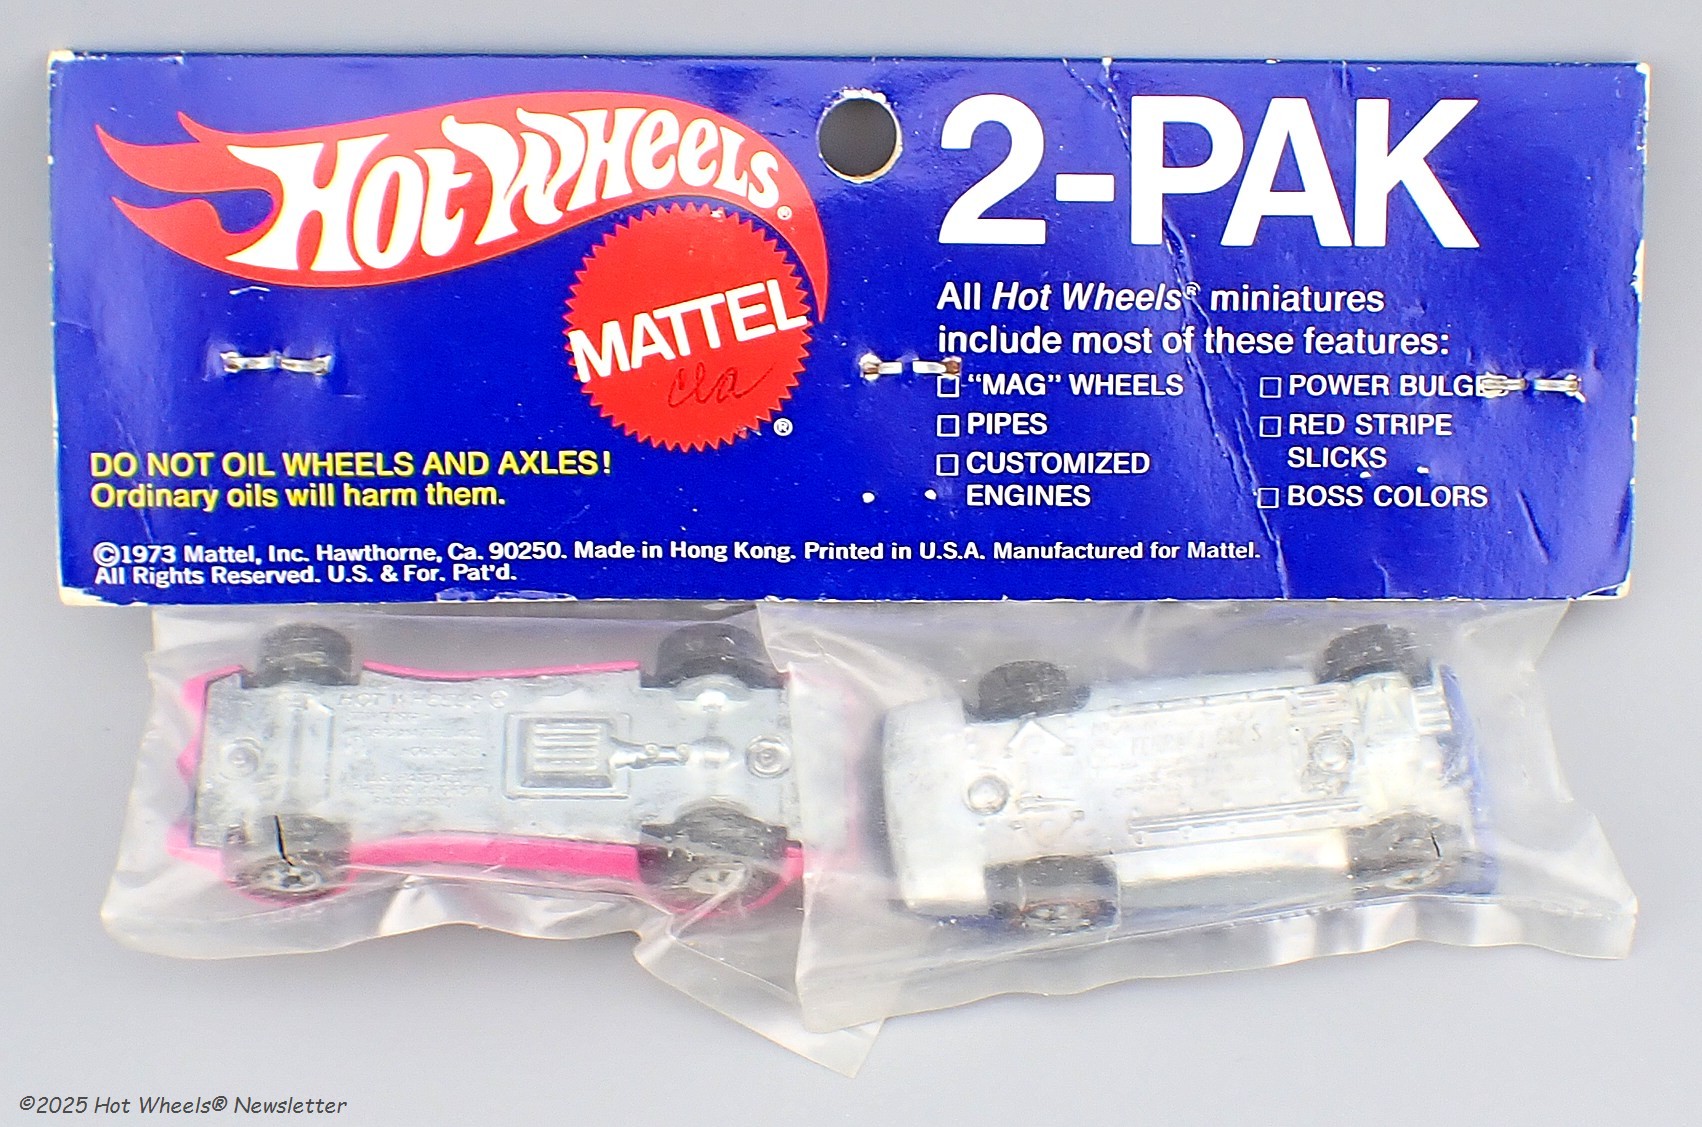 HOT WHEELS®
2-PAK
MATTEL
®
All Hot Wheels® miniatures
include most of these features:
☐ “MAG” WHEELS
☐ PIPES
☐ CUSTOMIZED
ENGINES
☐ POWER BULGE
☐ RED STRIPE
SLICKS
☐ BOSS COLORS
DO NOT OIL WHEELS AND AXLES!
Ordinary oils will harm them.
©1973 Mattel, Inc. Hawthorne, Ca. 90250. Made in Hong Kong. Printed in U.S.A. Manufactured for Mattel.
All Rights Reserved. U.S. & For. Pat'd.
HOT WHEELS®
©2025 Hot Wheels® Newsletter